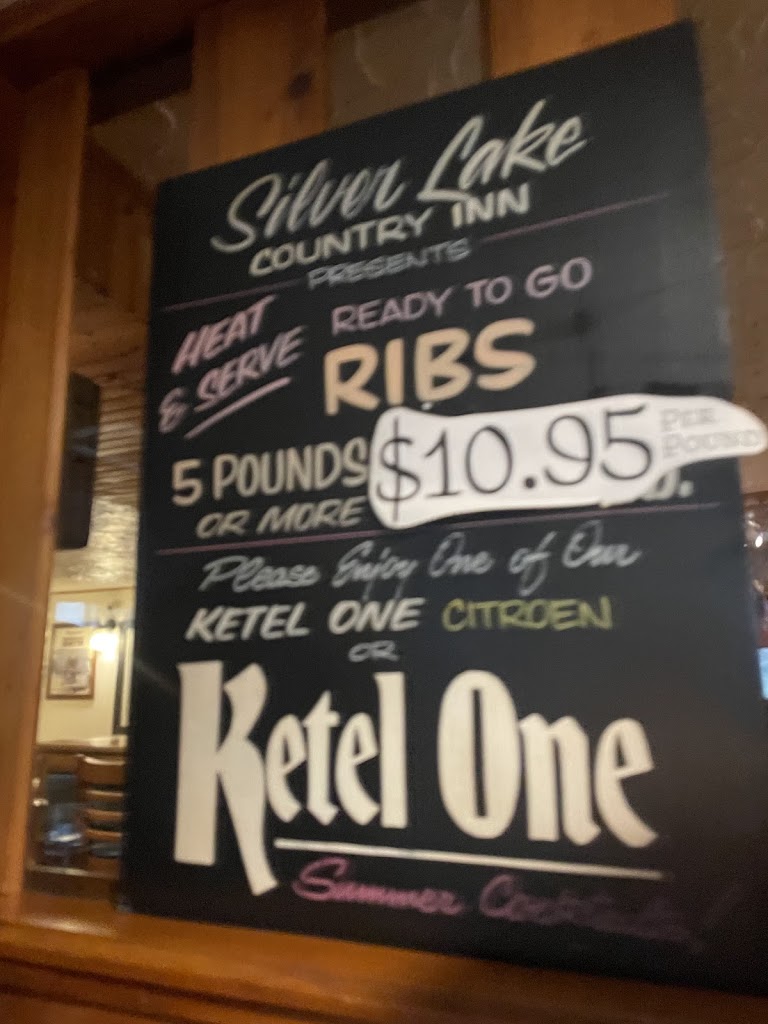 Silver Lake
COUNTRY INN
PRESENTS
HEAT
& SERVE
READY TO GO
RIBS
5 POUNDS
OR MORE
$10.95 PER
POUND
Please Enjoy One of Our
KETEL ONE CITROEN
OR
Ketel One
Summer Cocktails!